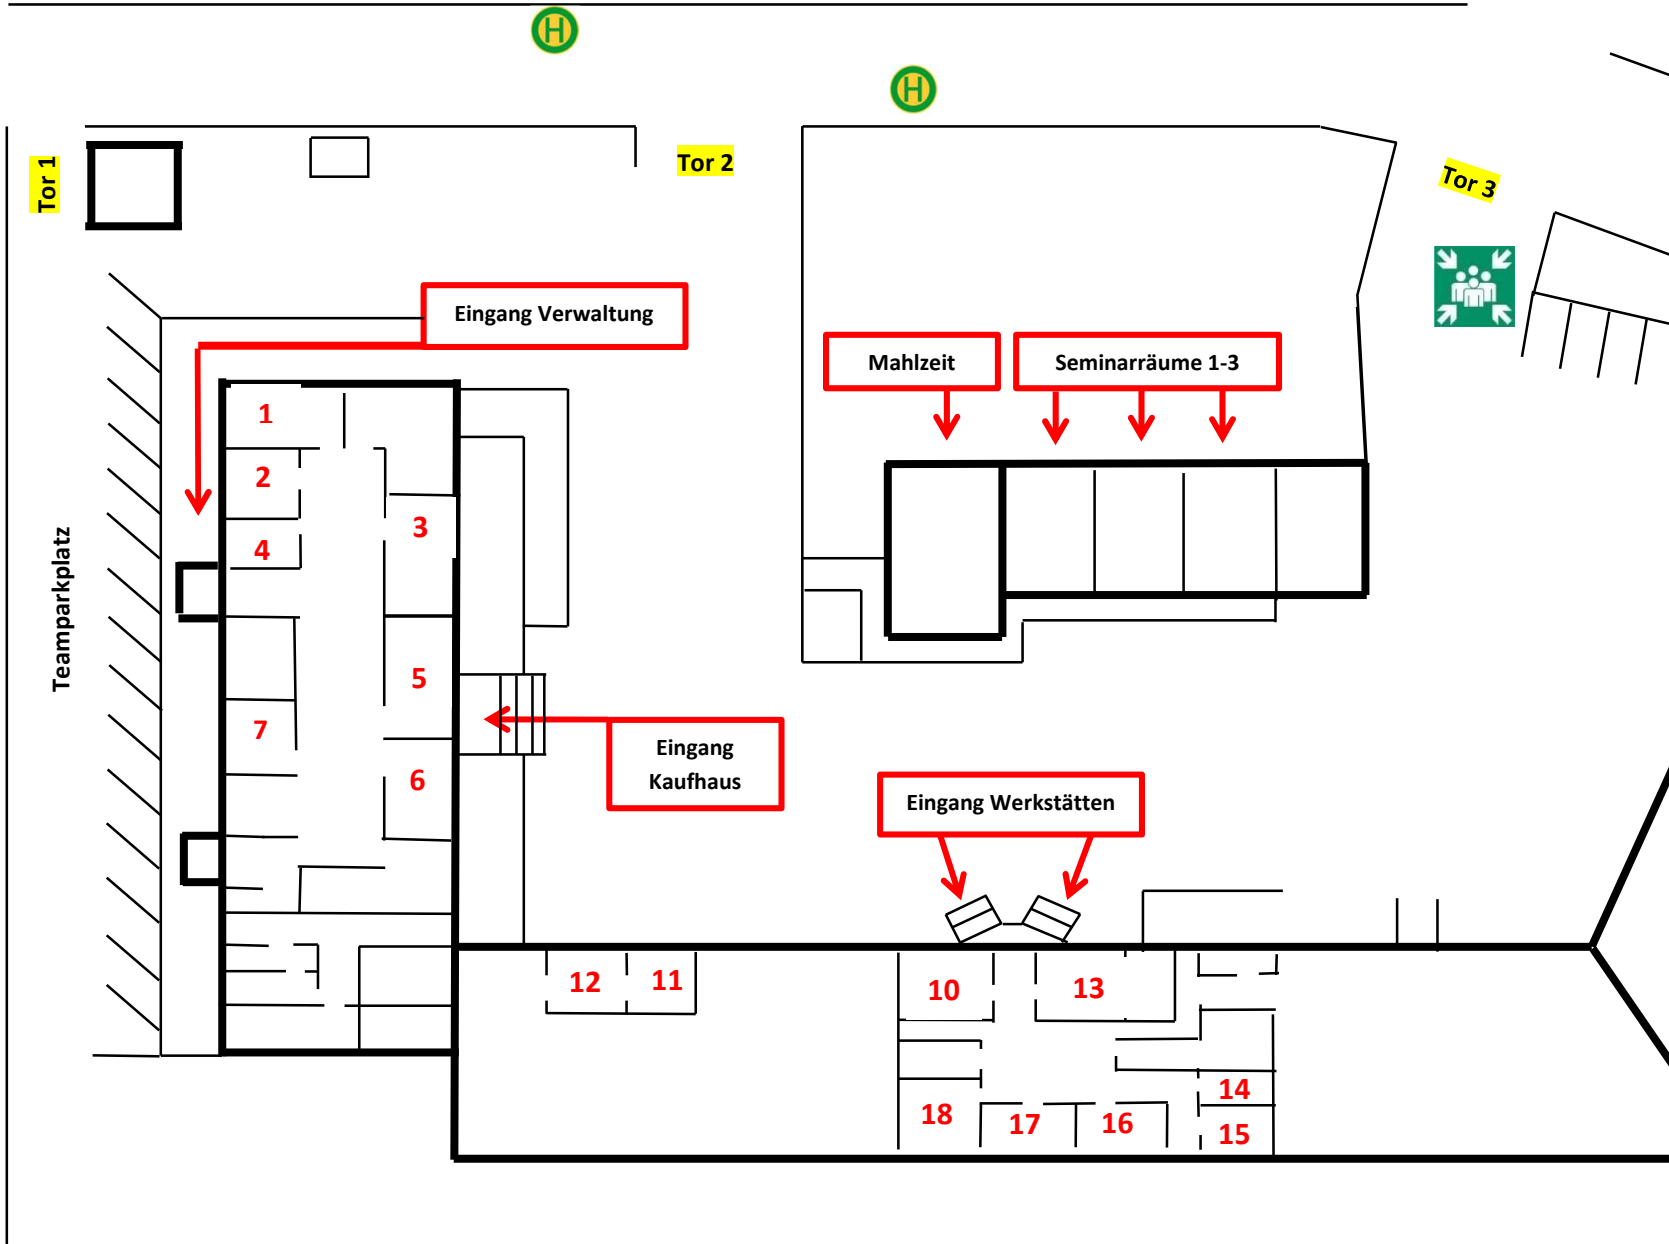 H
H
Tor 1
Tor 2
Tor 3
Eingang Verwaltung
Mahlzeit
Seminarräume 1-3
1
2
3
4
Teamparkplatz
5
7
6
Eingang
Kaufhaus
Eingang Werkstätten
12
11
10
13
14
18
17
16
15